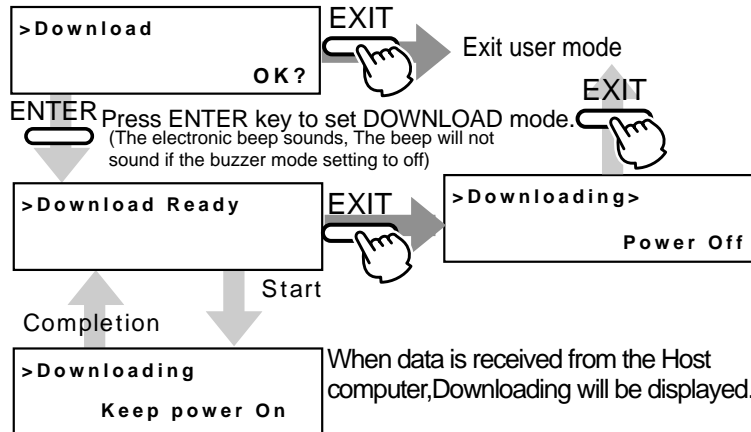 >Download
OK?
EXIT
Exit user mode
ENTER
Press ENTER key to set DOWNLOAD mode.
(The electronic beep sounds, The beep will not
sound if the buzzer mode setting to off)
EXIT
>Download Ready
EXIT
>Downloading>
Power Off
Start
Completion
>Downloading
Keep power On
When data is received from the Host
computer,Downloading will be displayed.